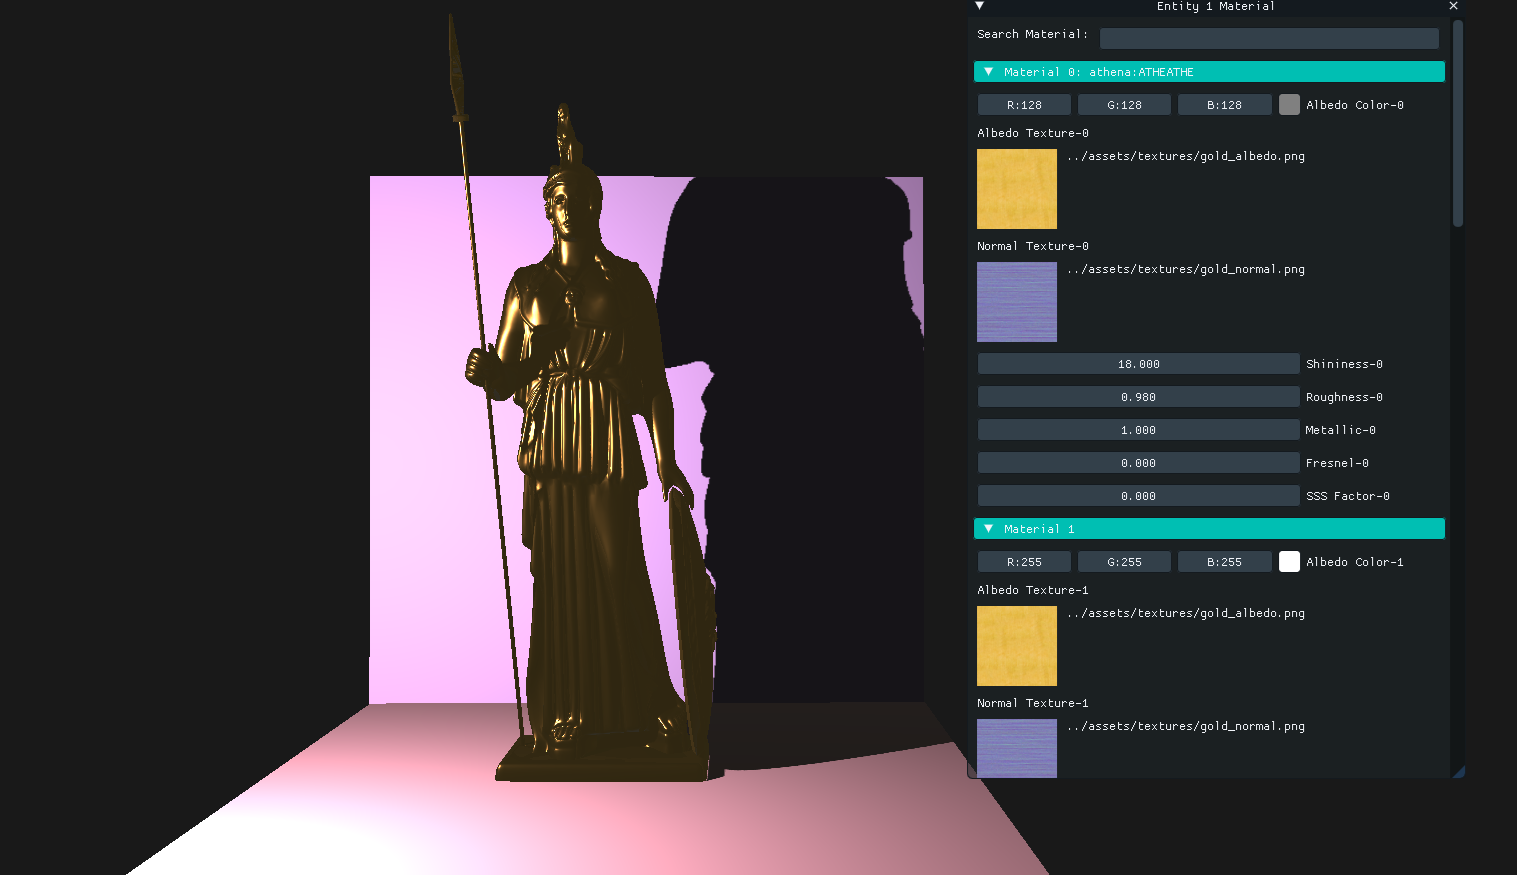 Entity 1 Material
Search Material:
Material 0: athena:ATHEATHE
R:128 G:128 B:128 Albedo Color-0
Albedo Texture-0
../assets/textures/gold_albedo.png
Normal Texture-0
../assets/textures/gold_normal.png
18.000 Shininess-0
0.980 Roughness-0
1.000 Metallic-0
0.000 Fresnel-0
0.000 SSS Factor-0
Material 1
R:255 G:255 B:255 Albedo Color-1
Albedo Texture-1
../assets/textures/gold_albedo.png
Normal Texture-1
../assets/textures/gold_normal.png